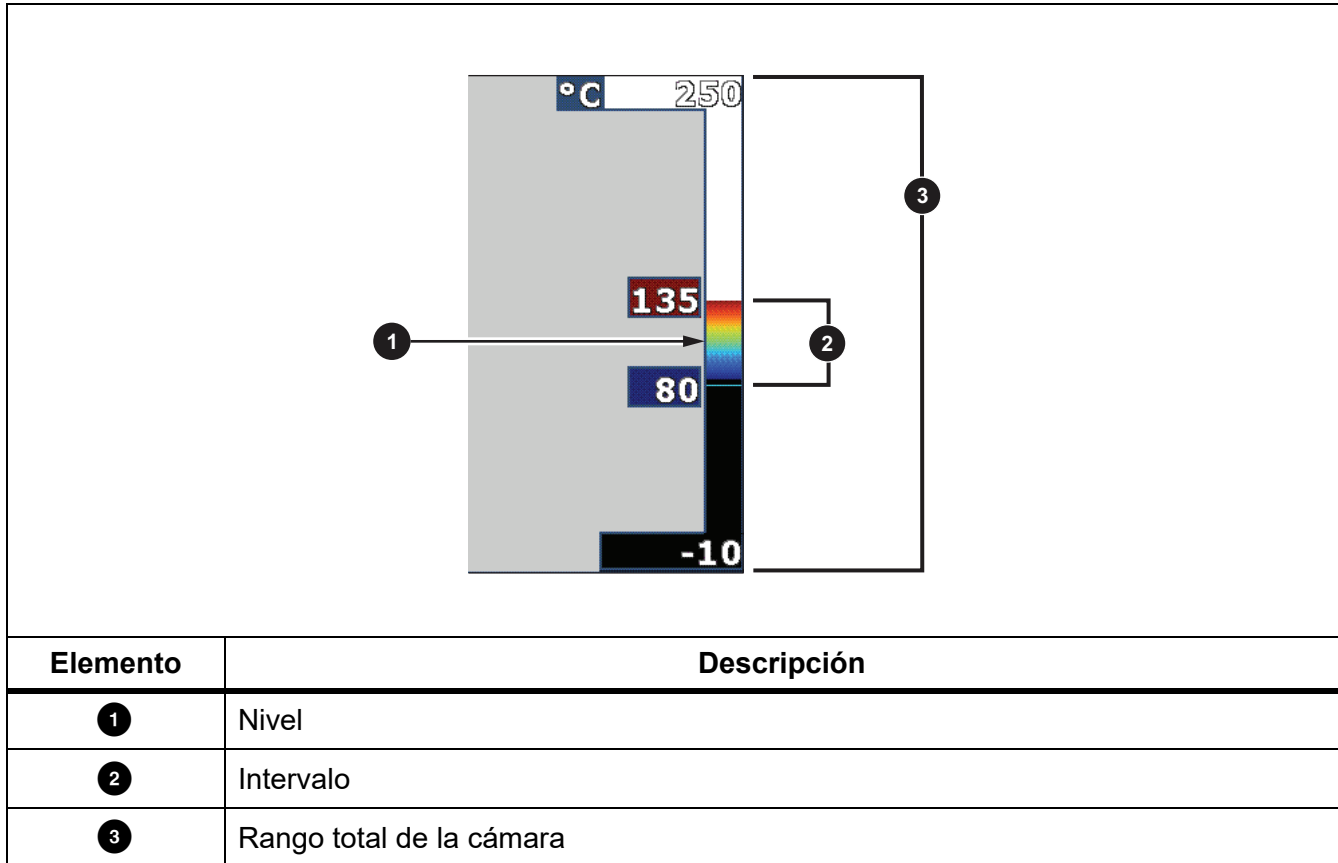 °C 250
3
135
1
2
80
-10
Elemento Descripción
1 Nivel
2 Intervalo
3 Rango total de la cámara